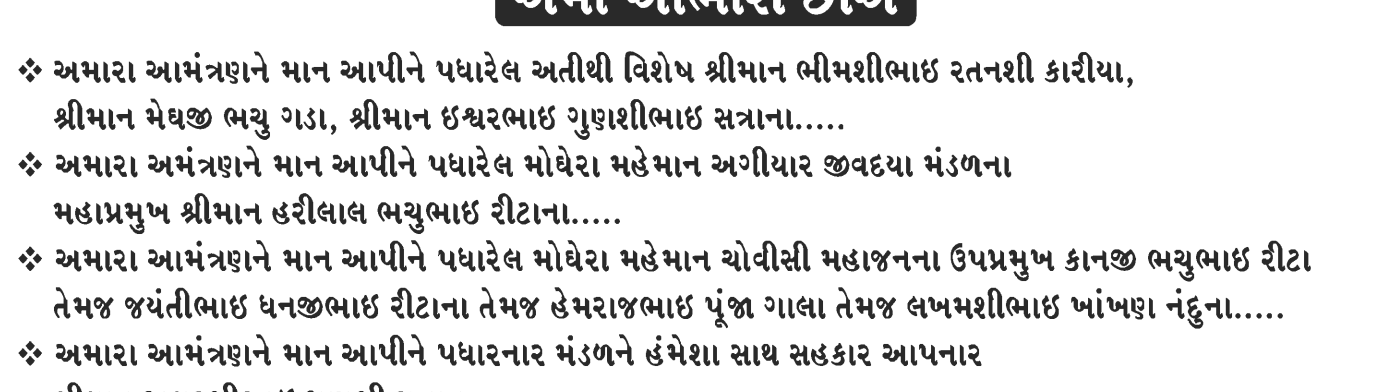 અમો આભારી છીએ
❖ અમારા આમંત્રણને માન આપીને પધારેલ અતીથી વિશેષ શ્રીમાન ભીમશીભાઇ રતનશી કારીયા,
શ્રીમાન મેઘજી ભચુ ગડા, શ્રીમાન ઇશ્વરભાઇ ગુણશીભાઇ સત્રાના.....
❖ અમારા અમંત્રણને માન આપીને પધારેલ મોઘેરા મહેમાન અગીયાર જીવદયા મંડળના
મહાપ્રમુખ શ્રીમાન હરીલાલ ભચુભાઇ રીટાના.....
❖ અમારા આમંત્રણને માન આપીને પધારેલ મોઘેરા મહેમાન ચોવીસી મહાજનના ઉપપ્રમુખ કાનજી ભચુભાઇ રીટા
તેમજ જયંતીભાઇ ધનજીભાઇ રીટાના તેમજ હેમરાજભાઇ પૂંજા ગાલા તેમજ લખમશીભાઇ ખાંખણ નંદુના.....
❖ અમારા આમંત્રણને માન આપીને પધારનાર મંડળને હંમેશા સાથ સહકાર આપનાર